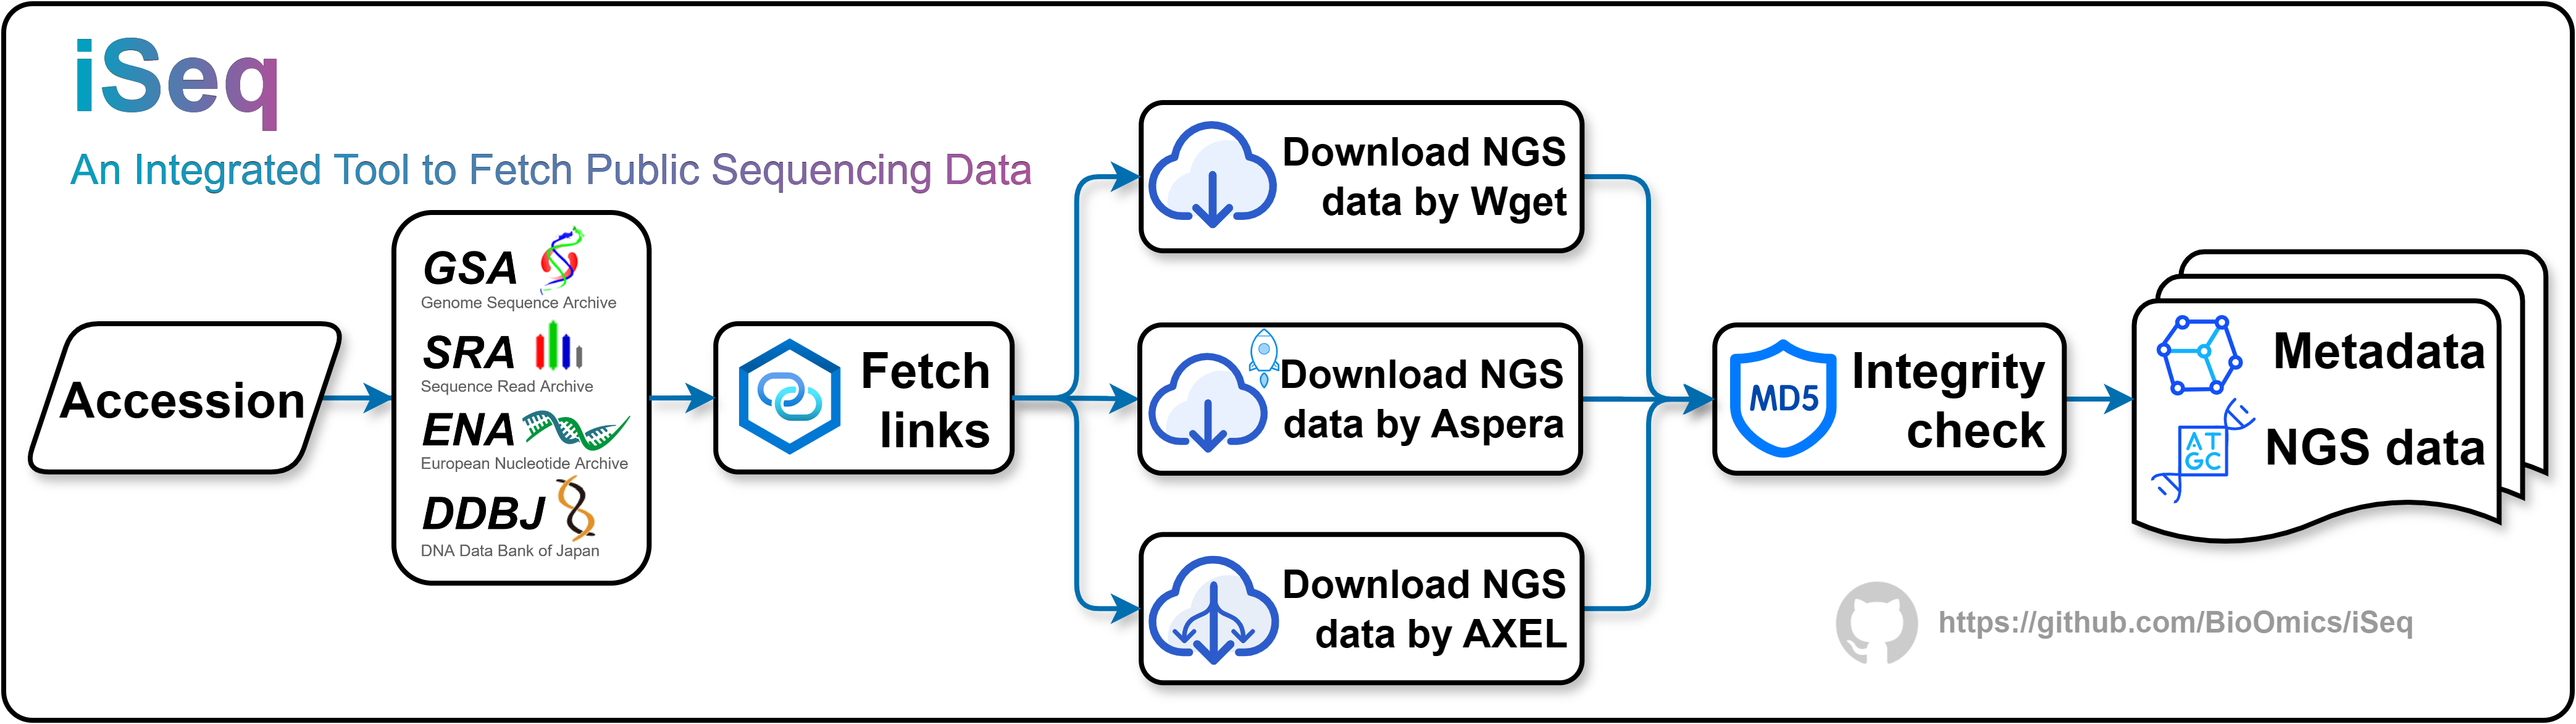 iSeq
An Integrated Tool to Fetch Public Sequencing Data
Accession
GSA
Genome Sequence Archive
SRA
Sequence Read Archive
ENA
European Nucleotide Archive
DDBJ
DNA Data Bank of Japan
Fetch
links
Download NGS
data by Wget
Download NGS
data by Aspera
Download NGS
data by AXEL
MD5
Integrity
check
Metadata
AT
GC
NGS data
https://github.com/BioOmics/iSeq